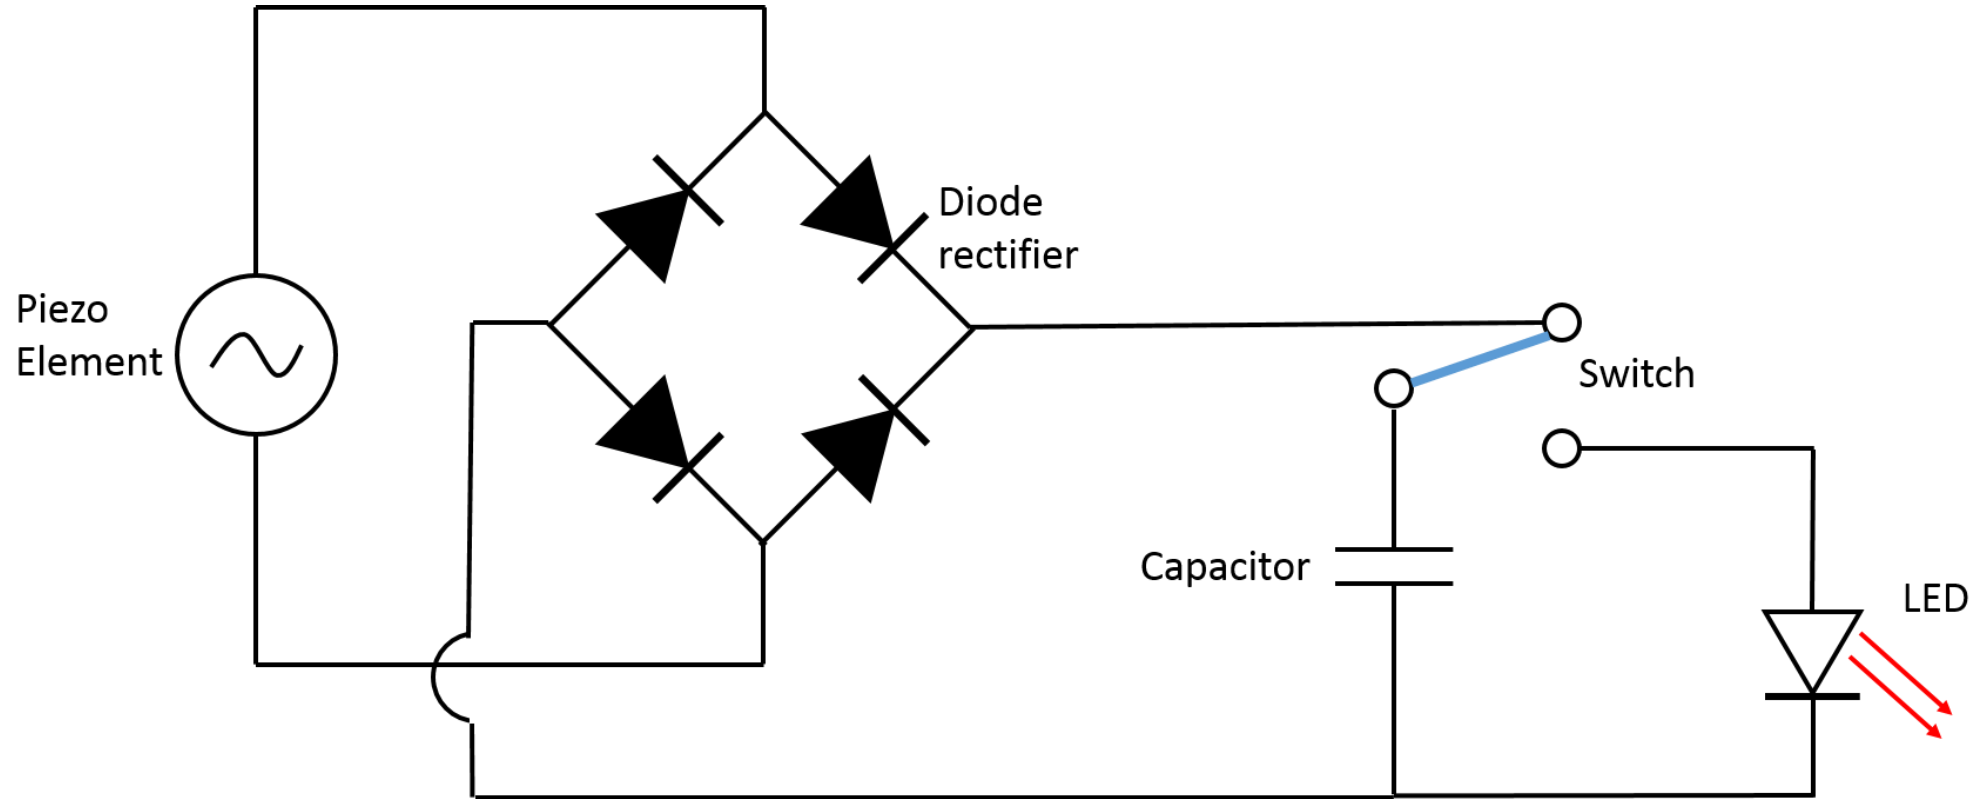 Diode
rectifier
Piezo
Element
Switch
Capacitor
LED